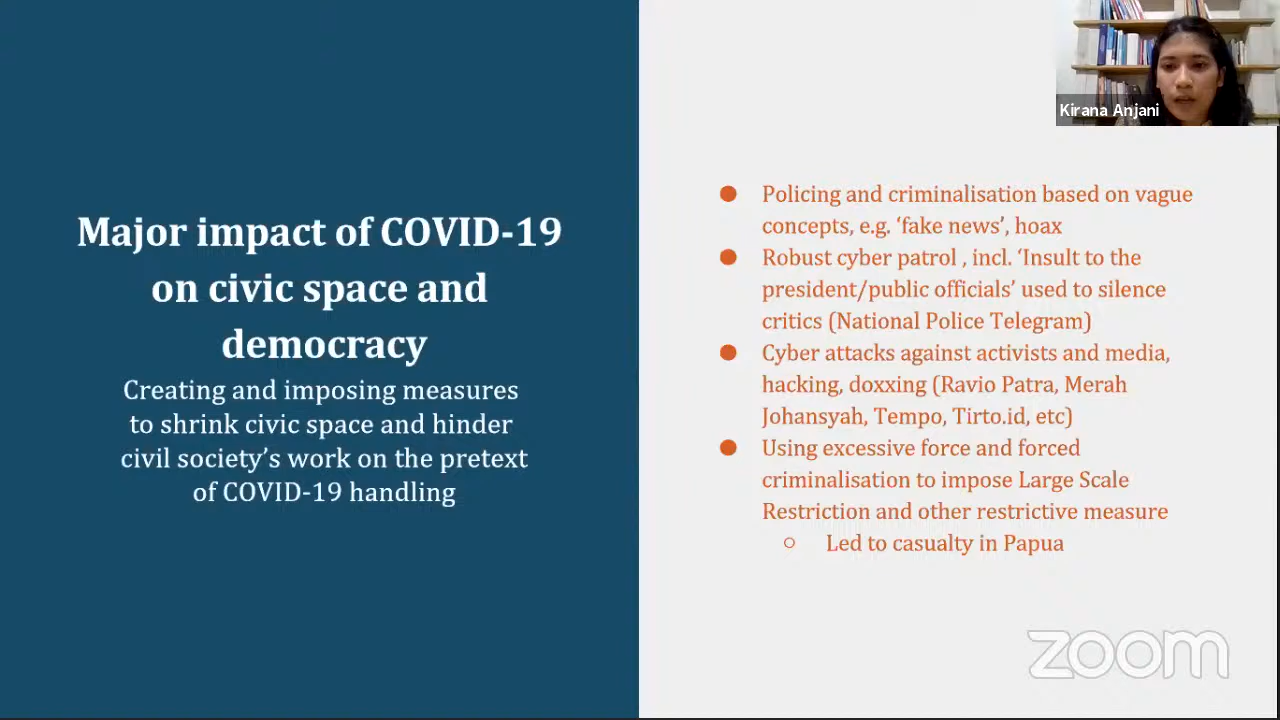 Major impact of COVID-19
on civic space and
democracy
Creating and imposing measures
to shrink civic space and hinder
civil society’s work on the pretext
of COVID-19 handling
Kirana Anjani
● Policing and criminalisation based on vague
concepts, e.g. ‘fake news’, hoax
● Robust cyber patrol , incl. ‘Insult to the
president/public officials’ used to silence
critics (National Police Telegram)
● Cyber attacks against activists and media,
hacking, doxxing (Ravio Patra, Merah
Johansyah, Tempo, Tirto.id, etc)
● Using excessive force and forced
criminalisation to impose Large Scale
Restriction and other restrictive measure
○ Led to casualty in Papua
zoom